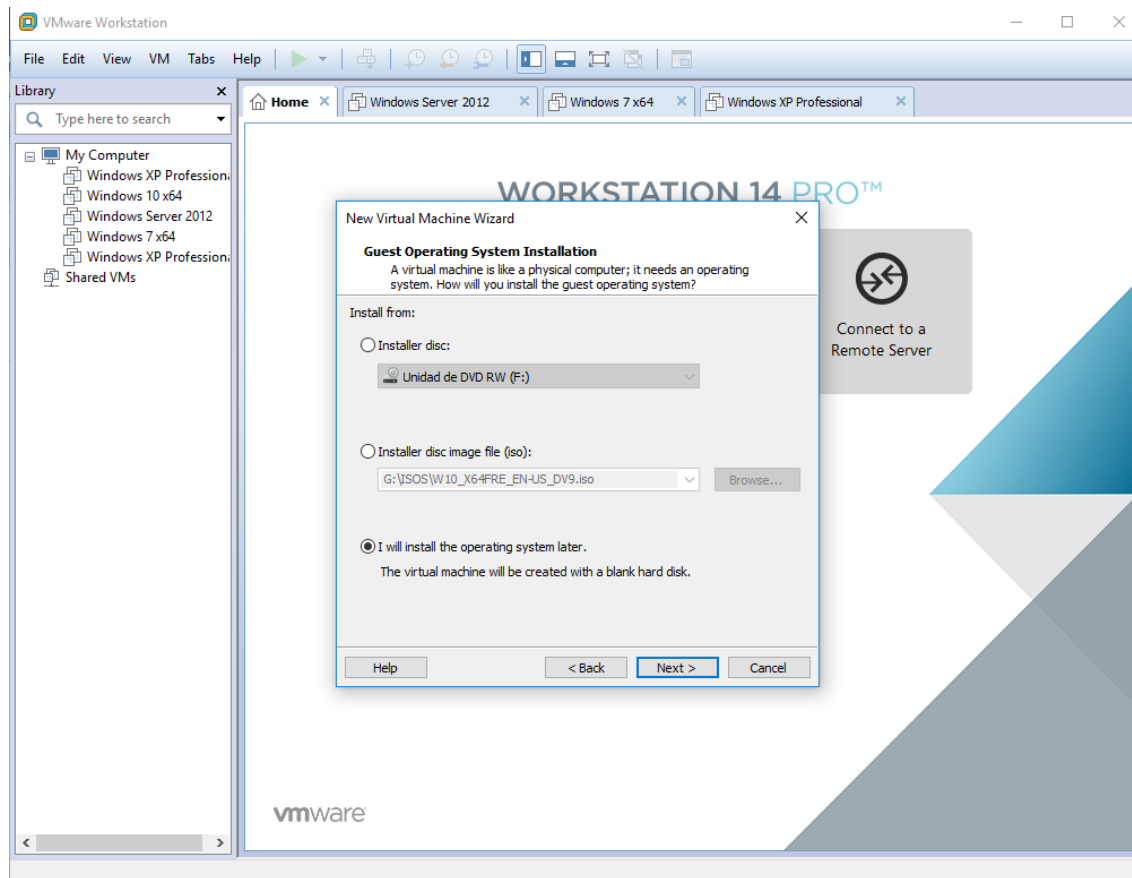 VMware Workstation
File Edit View VM Tabs Help
Library
Type here to search
My Computer
Windows XP Profession
Windows 10 x64
Windows Server 2012
Windows 7 x64
Windows XP Profession
Shared VMs
Home Windows Server 2012 Windows 7 x64 Windows XP Professional
WORKSTATION 14 PRO™
New Virtual Machine Wizard
Guest Operating System Installation
A virtual machine is like a physical computer; it needs an operating
system. How will you install the guest operating system?
Install from:
Installer disc:
Unidad de DVD RW (F:)
Installer disc image file (iso):
G:\ISOS\W10_X64FRE_EN-US_DV9.iso Browse...
I will install the operating system later.
The virtual machine will be created with a blank hard disk.
Help < Back Next > Cancel
Connect to a
Remote Server
vmware